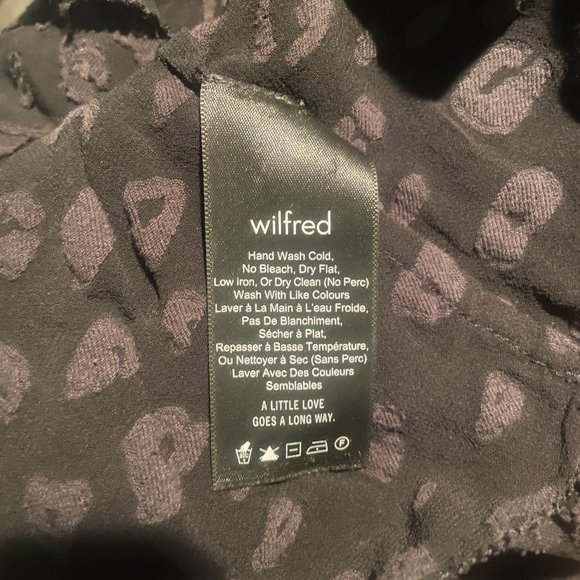 wilfred
Hand Wash Cold,
No Bleach, Dry Flat,
Low iron, Or Dry Clean (No Perc)
Wash With Like Colours
Laver à La Main à L'eau Froide,
Pas De Blanchiment,
Sécher à Plat,
Repasser à Basse Température,
Ou Nettoyer à Sec (Sans Perc)
Laver Avec Des Couleurs
Semblables
A LITTLE LOVE
GOES A LONG WAY.
F